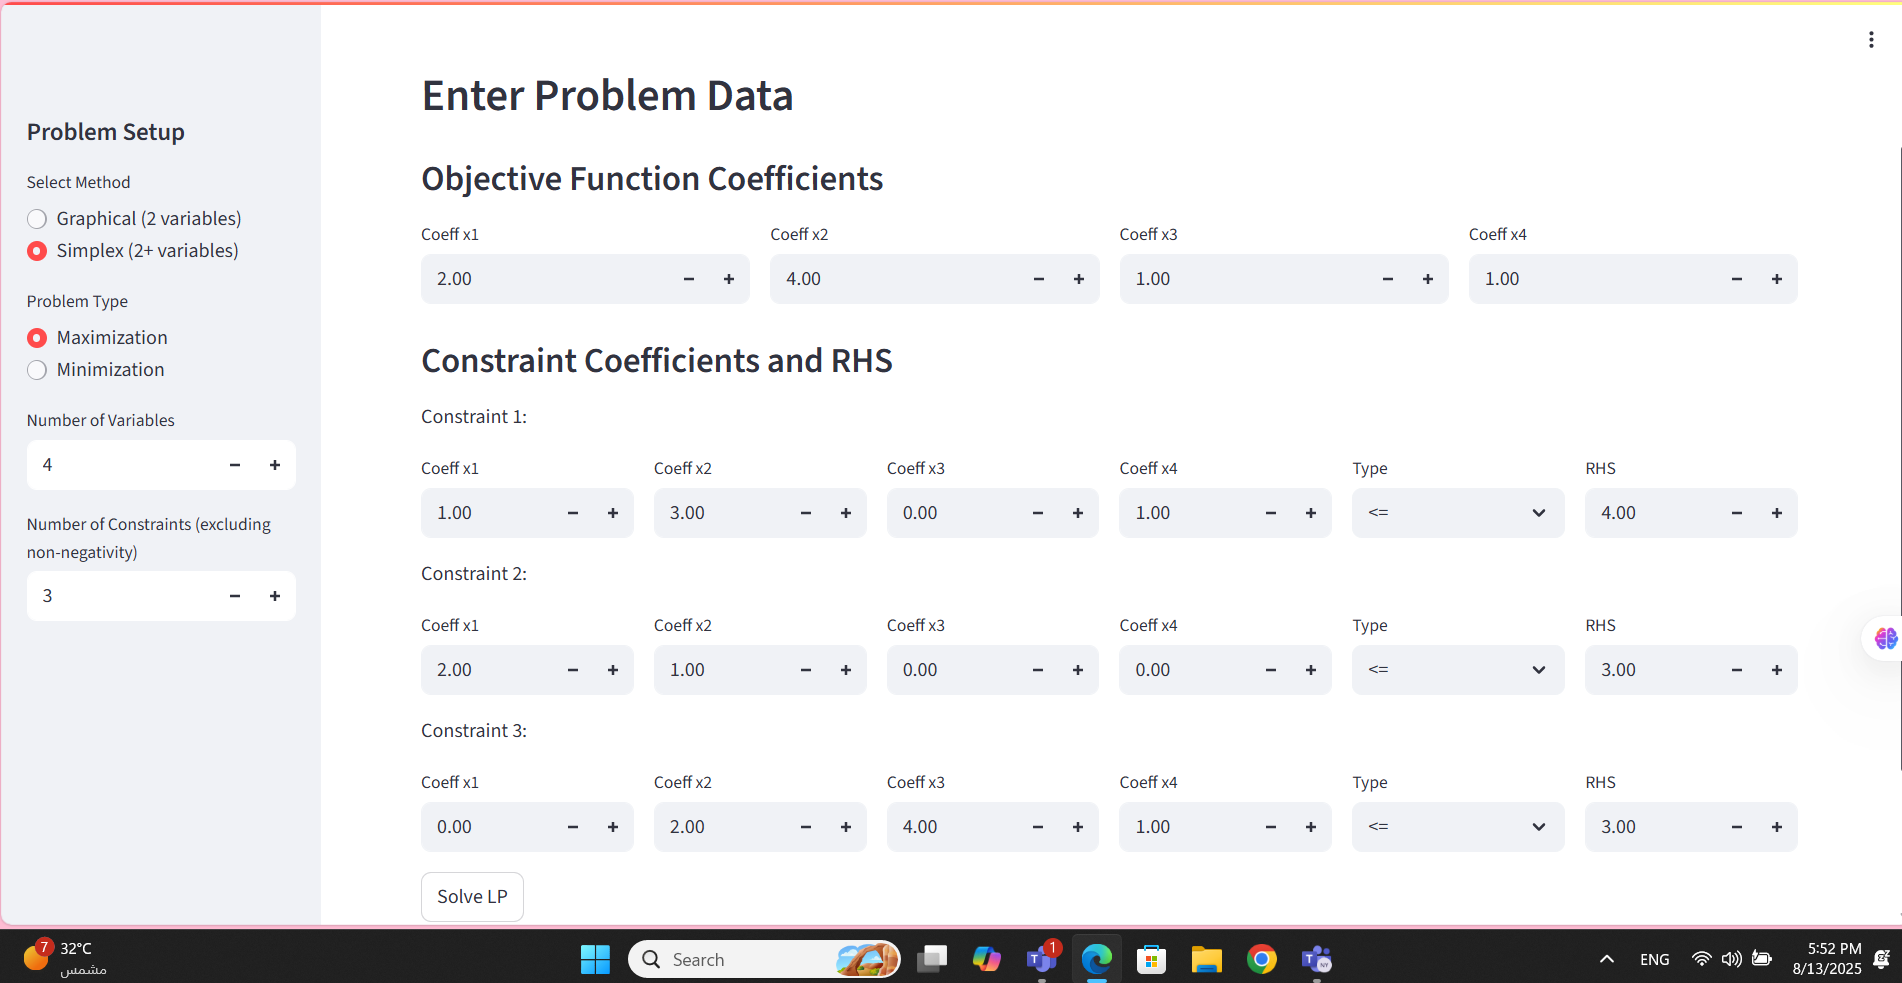 Problem Setup
Select Method
Graphical (2 variables)
Simplex (2+ variables)
Problem Type
Maximization
Minimization
Number of Variables
4
Number of Constraints (excluding
non-negativity)
3
Enter Problem Data
Objective Function Coefficients
Coeff x1 Coeff x2 Coeff x3 Coeff x4
2.00 4.00 1.00 1.00
Constraint Coefficients and RHS
Constraint 1:
Coeff x1 Coeff x2 Coeff x3 Coeff x4 Type RHS
1.00 3.00 0.00 1.00 <= 4.00
Constraint 2:
Coeff x1 Coeff x2 Coeff x3 Coeff x4 Type RHS
2.00 1.00 0.00 0.00 <= 3.00
Constraint 3:
Coeff x1 Coeff x2 Coeff x3 Coeff x4 Type RHS
0.00 2.00 4.00 1.00 <= 3.00
Solve LP
7 32°C
مشمس
Search
1
ENG
5:52 PM
8/13/2025